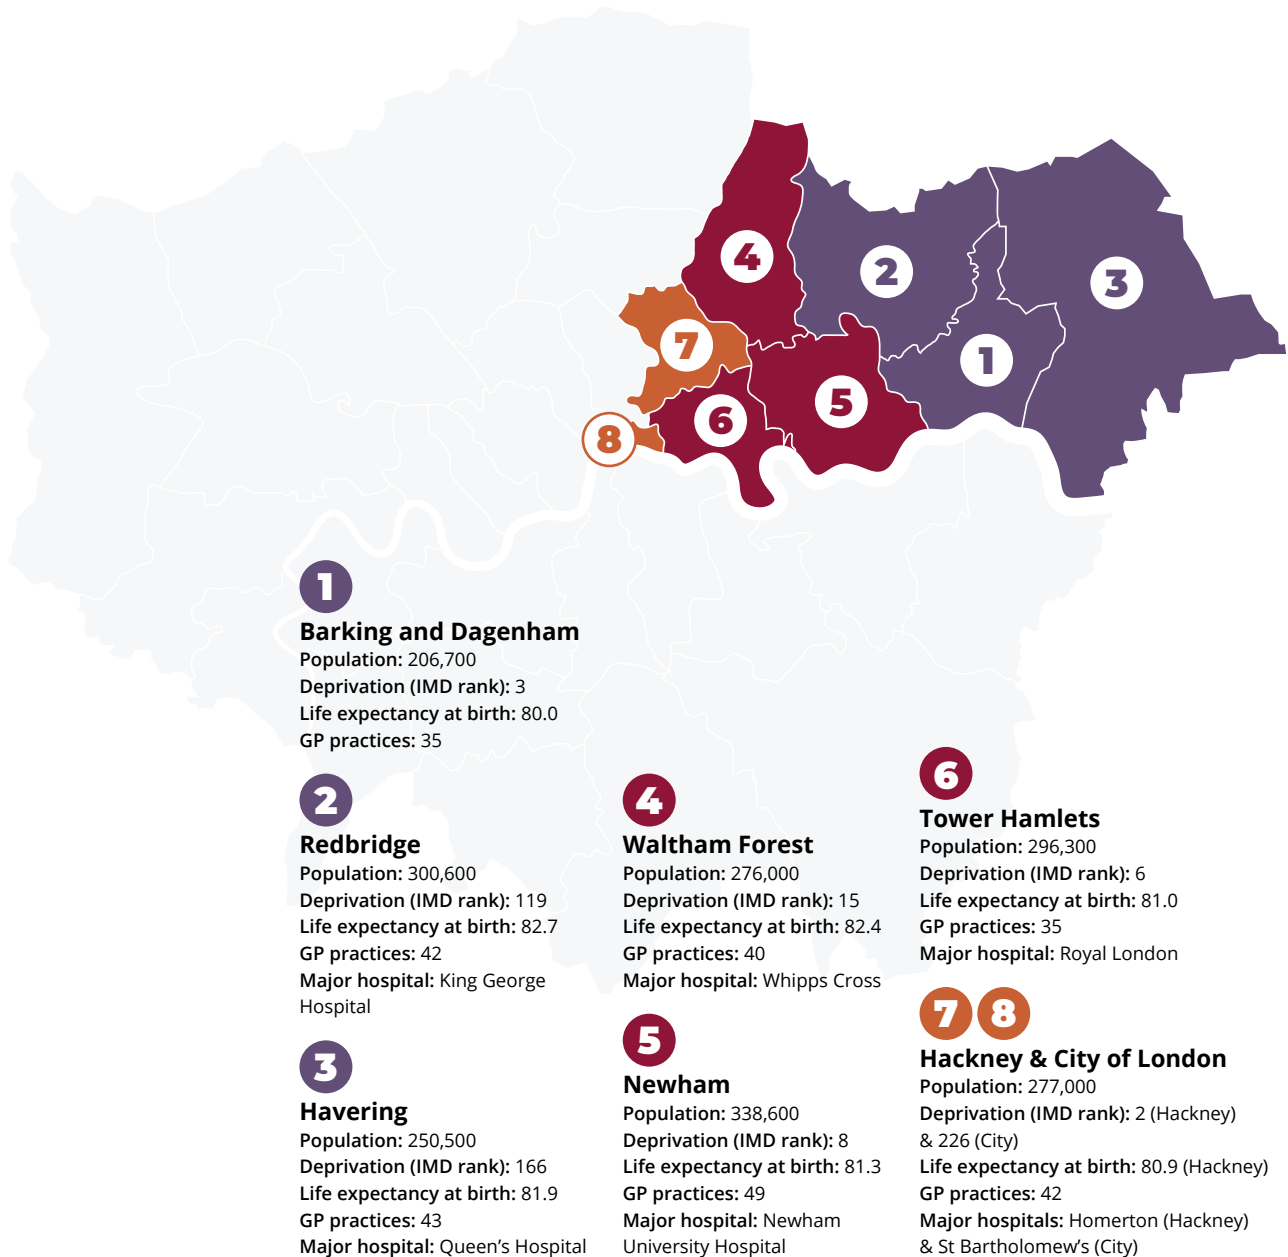 4
2
3
7
1
5
6
8
1
Barking and Dagenham
Population: 206,700
Deprivation (IMD rank): 3
Life expectancy at birth: 80.0
GP practices: 35
2
Redbridge
Population: 300,600
Deprivation (IMD rank): 119
Life expectancy at birth: 82.7
GP practices: 42
Major hospital: King George
Hospital
3
Havering
Population: 250,500
Deprivation (IMD rank): 166
Life expectancy at birth: 81.9
GP practices: 43
Major hospital: Queen's Hospital
4
Waltham Forest
Population: 276,000
Deprivation (IMD rank): 15
Life expectancy at birth: 82.4
GP practices: 40
Major hospital: Whipps Cross
5
Newham
Population: 338,600
Deprivation (IMD rank): 8
Life expectancy at birth: 81.3
GP practices: 49
Major hospital: Newham
University Hospital
6
Tower Hamlets
Population: 296,300
Deprivation (IMD rank): 6
Life expectancy at birth: 81.0
GP practices: 35
Major hospital: Royal London
7 8
Hackney & City of London
Population: 277,000
Deprivation (IMD rank): 2 (Hackney)
& 226 (City)
Life expectancy at birth: 80.9 (Hackney)
GP practices: 42
Major hospitals: Homerton (Hackney)
& St Bartholomew's (City)